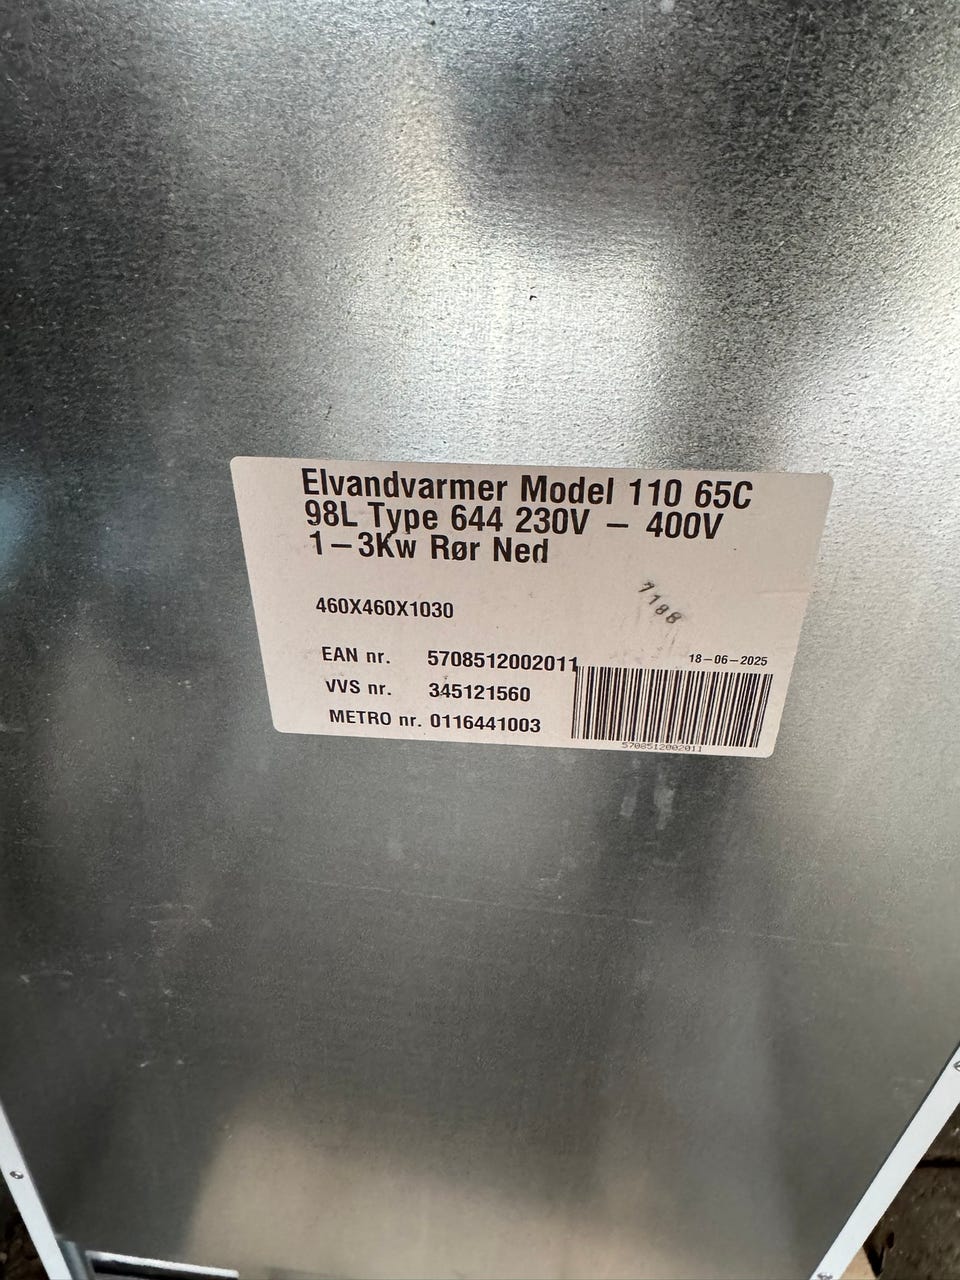 Elvandvarmer Model 110 65C
98L Type 644 230V – 400V
1–3Kw Rør Ned
460X460X1030
7188
EAN nr. 5708512002011
18–06–2025
VVS nr. 345121560
METRO nr. 0116441003
5708512002011